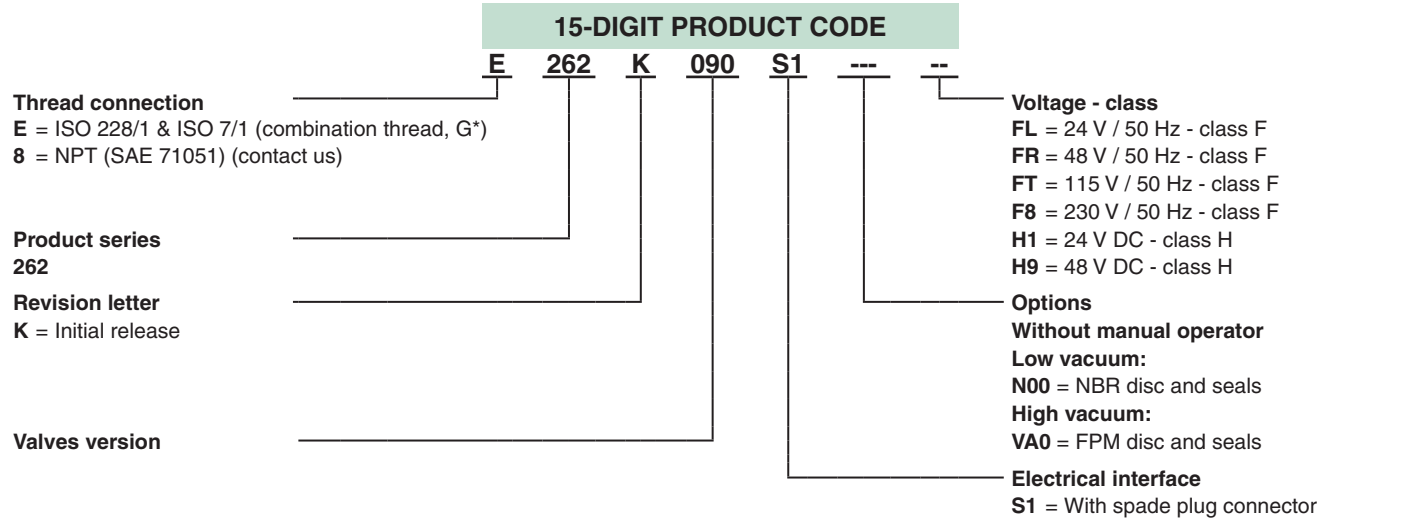 15-DIGIT PRODUCT CODE
E 262 K 090 S1 --- --
Thread connection
E = ISO 228/1 & ISO 7/1 (combination thread, G*)
8 = NPT (SAE 71051) (contact us)
Product series
262
Revision letter
K = Initial release
Valves version
Voltage - class
FL = 24 V / 50 Hz - class F
FR = 48 V / 50 Hz - class F
FT = 115 V / 50 Hz - class F
F8 = 230 V / 50 Hz - class F
H1 = 24 V DC - class H
H9 = 48 V DC - class H
Options
Without manual operator
Low vacuum:
N00 = NBR disc and seals
High vacuum:
VA0 = FPM disc and seals
Electrical interface
S1 = With spade plug connector